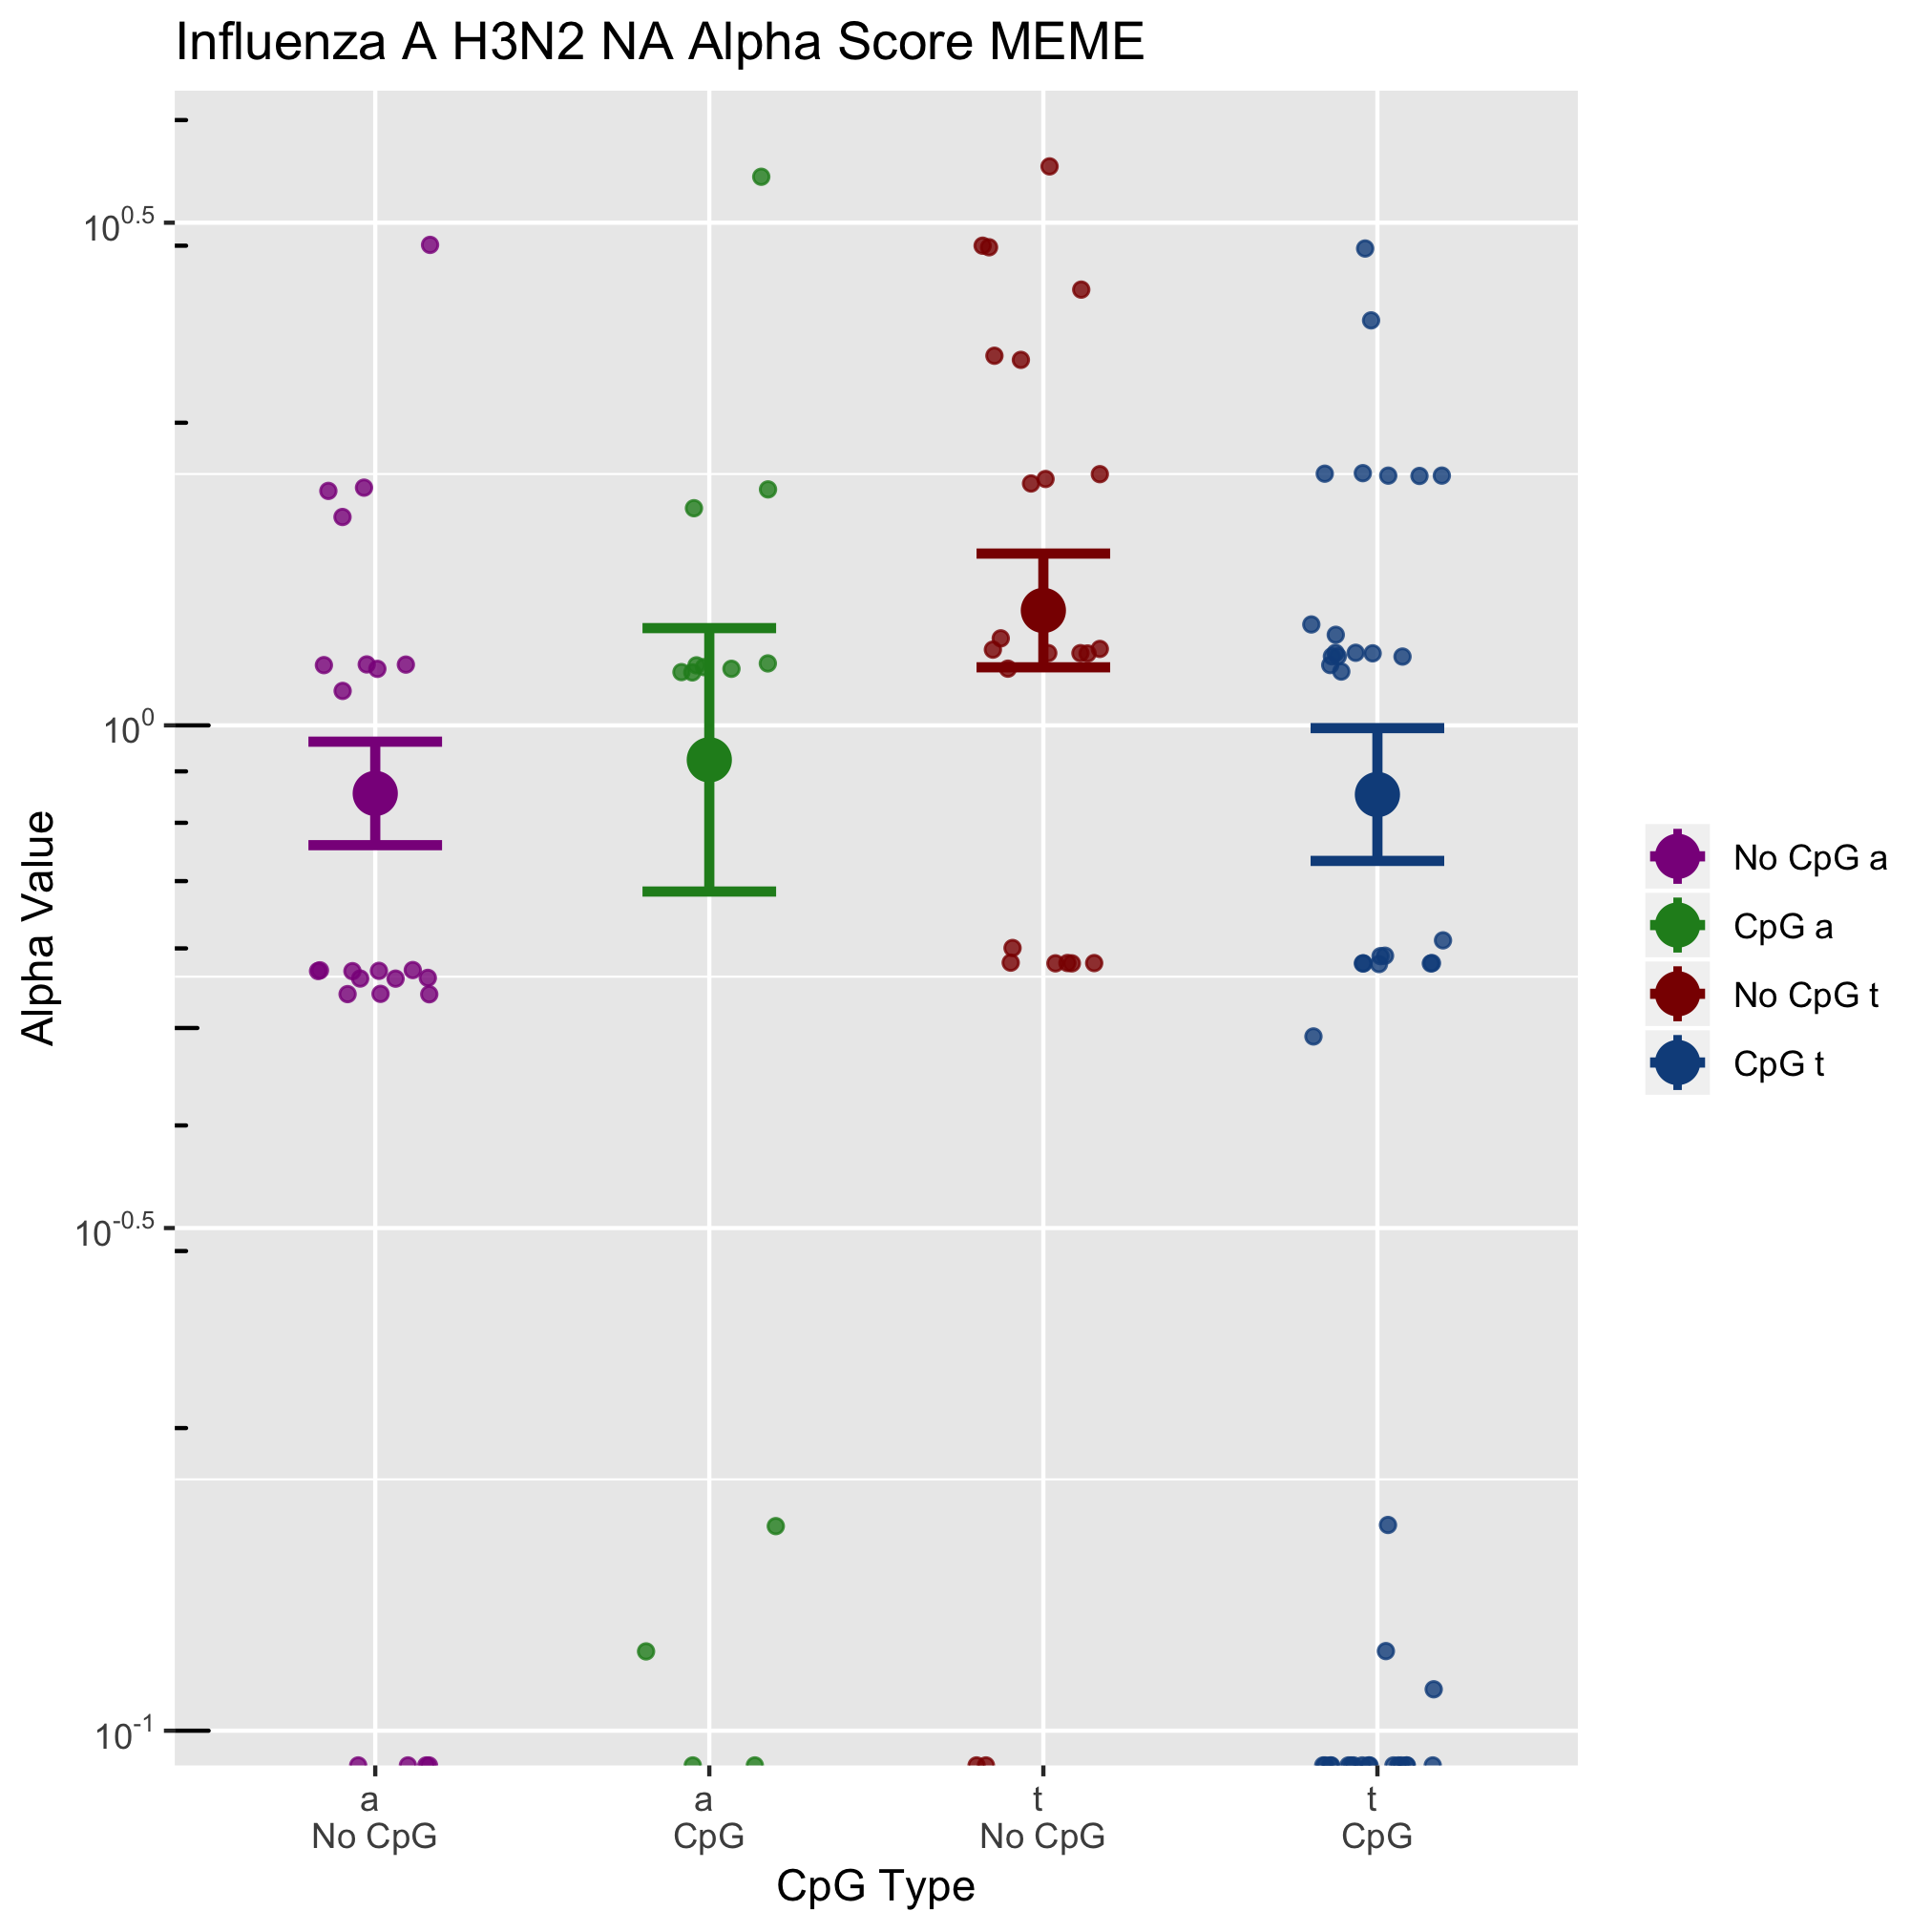 Influenza A H3N2 NA Alpha Score MEME
Alpha Value
10^0.5
10^0
10^-0.5
10^-1
a
No CpG
a
CpG
t
No CpG
t
CpG
CpG Type
No CpG a
CpG a
No CpG t
CpG t